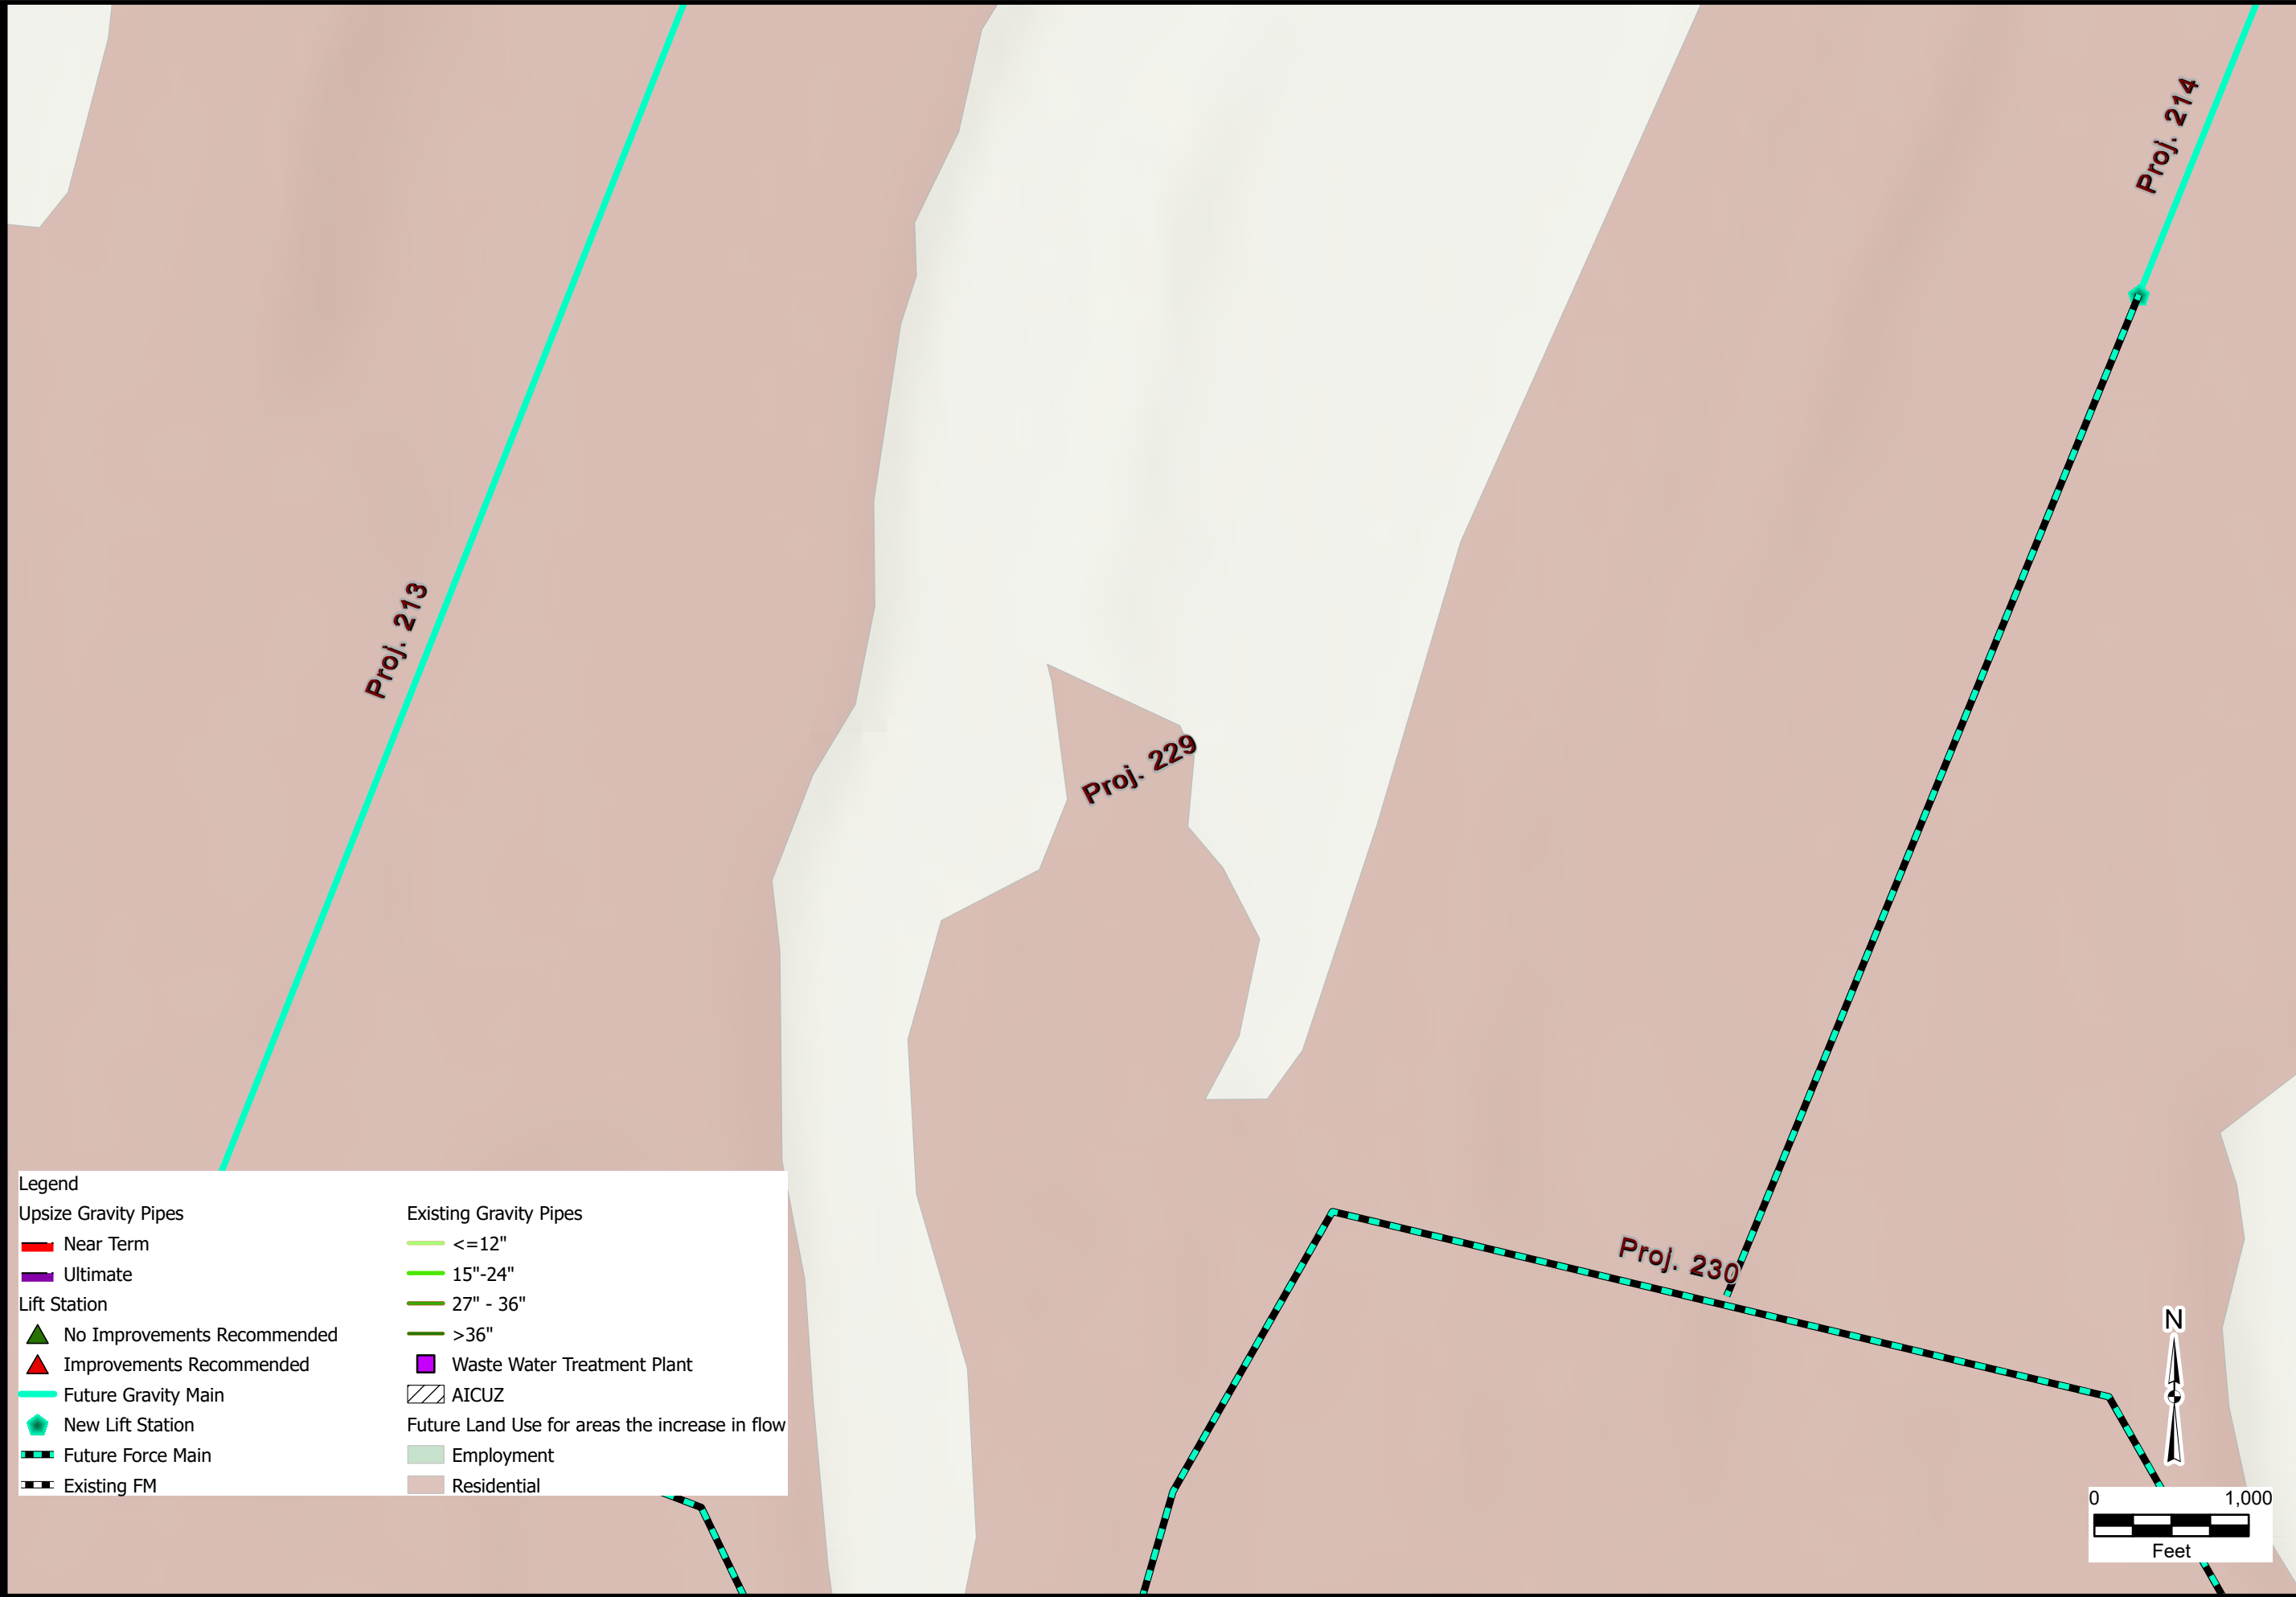 Proj. 214
Proj. 213
Proj. 229
Proj. 230
Legend
Upsize Gravity Pipes
Near Term
Ultimate
Lift Station
No Improvements Recommended
Improvements Recommended
Future Gravity Main
New Lift Station
Future Force Main
Existing FM
Existing Gravity Pipes
<=12"
15"-24"
27" - 36"
>36"
Waste Water Treatment Plant
AICUZ
Future Land Use for areas the increase in flow
Employment
Residential
N
0 1,000
Feet